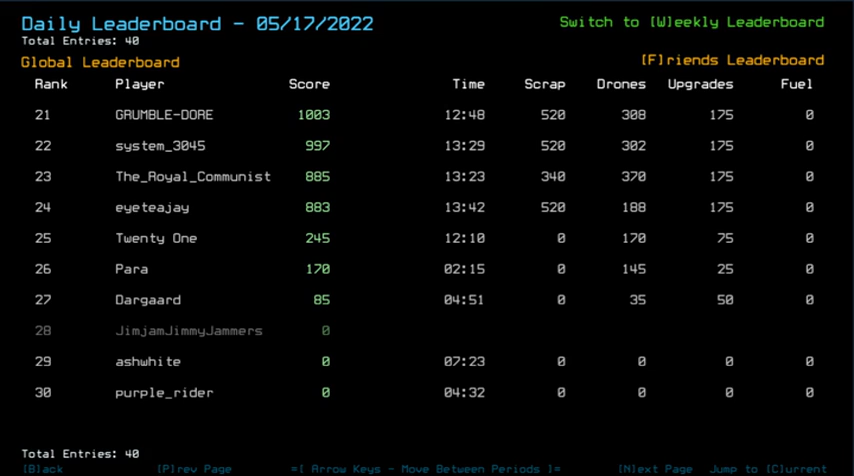 Daily Leaderboard - 05/17/2022 Switch to [W]eekly Leaderboard
Total Entries: 40
Global Leaderboard [F]riends Leaderboard
Rank Player Score Time Scrap Drones Upgrades Fuel
21 GRUMBLE-DORE 1003 12:48 520 308 175 0
22 system_3045 997 13:29 520 302 175 0
23 The_Royal_Communist 885 13:23 340 370 175 0
24 eyeteajay 883 13:42 520 188 175 0
25 Twenty One 245 12:10 0 170 75 0
26 Para 170 02:15 0 145 25 0
27 Dargaard 85 04:51 0 35 50 0
28 JimjamJimmyJammers 0
29 ashwhite 0 07:23 0 0 0 0
30 purple_rider 0 04:32 0 0 0 0
Total Entries: 40
[B]ack [P]rev Page =[ Arrow Keys - Move Between Periods ]= [N]ext Page Jump to [C]urrent